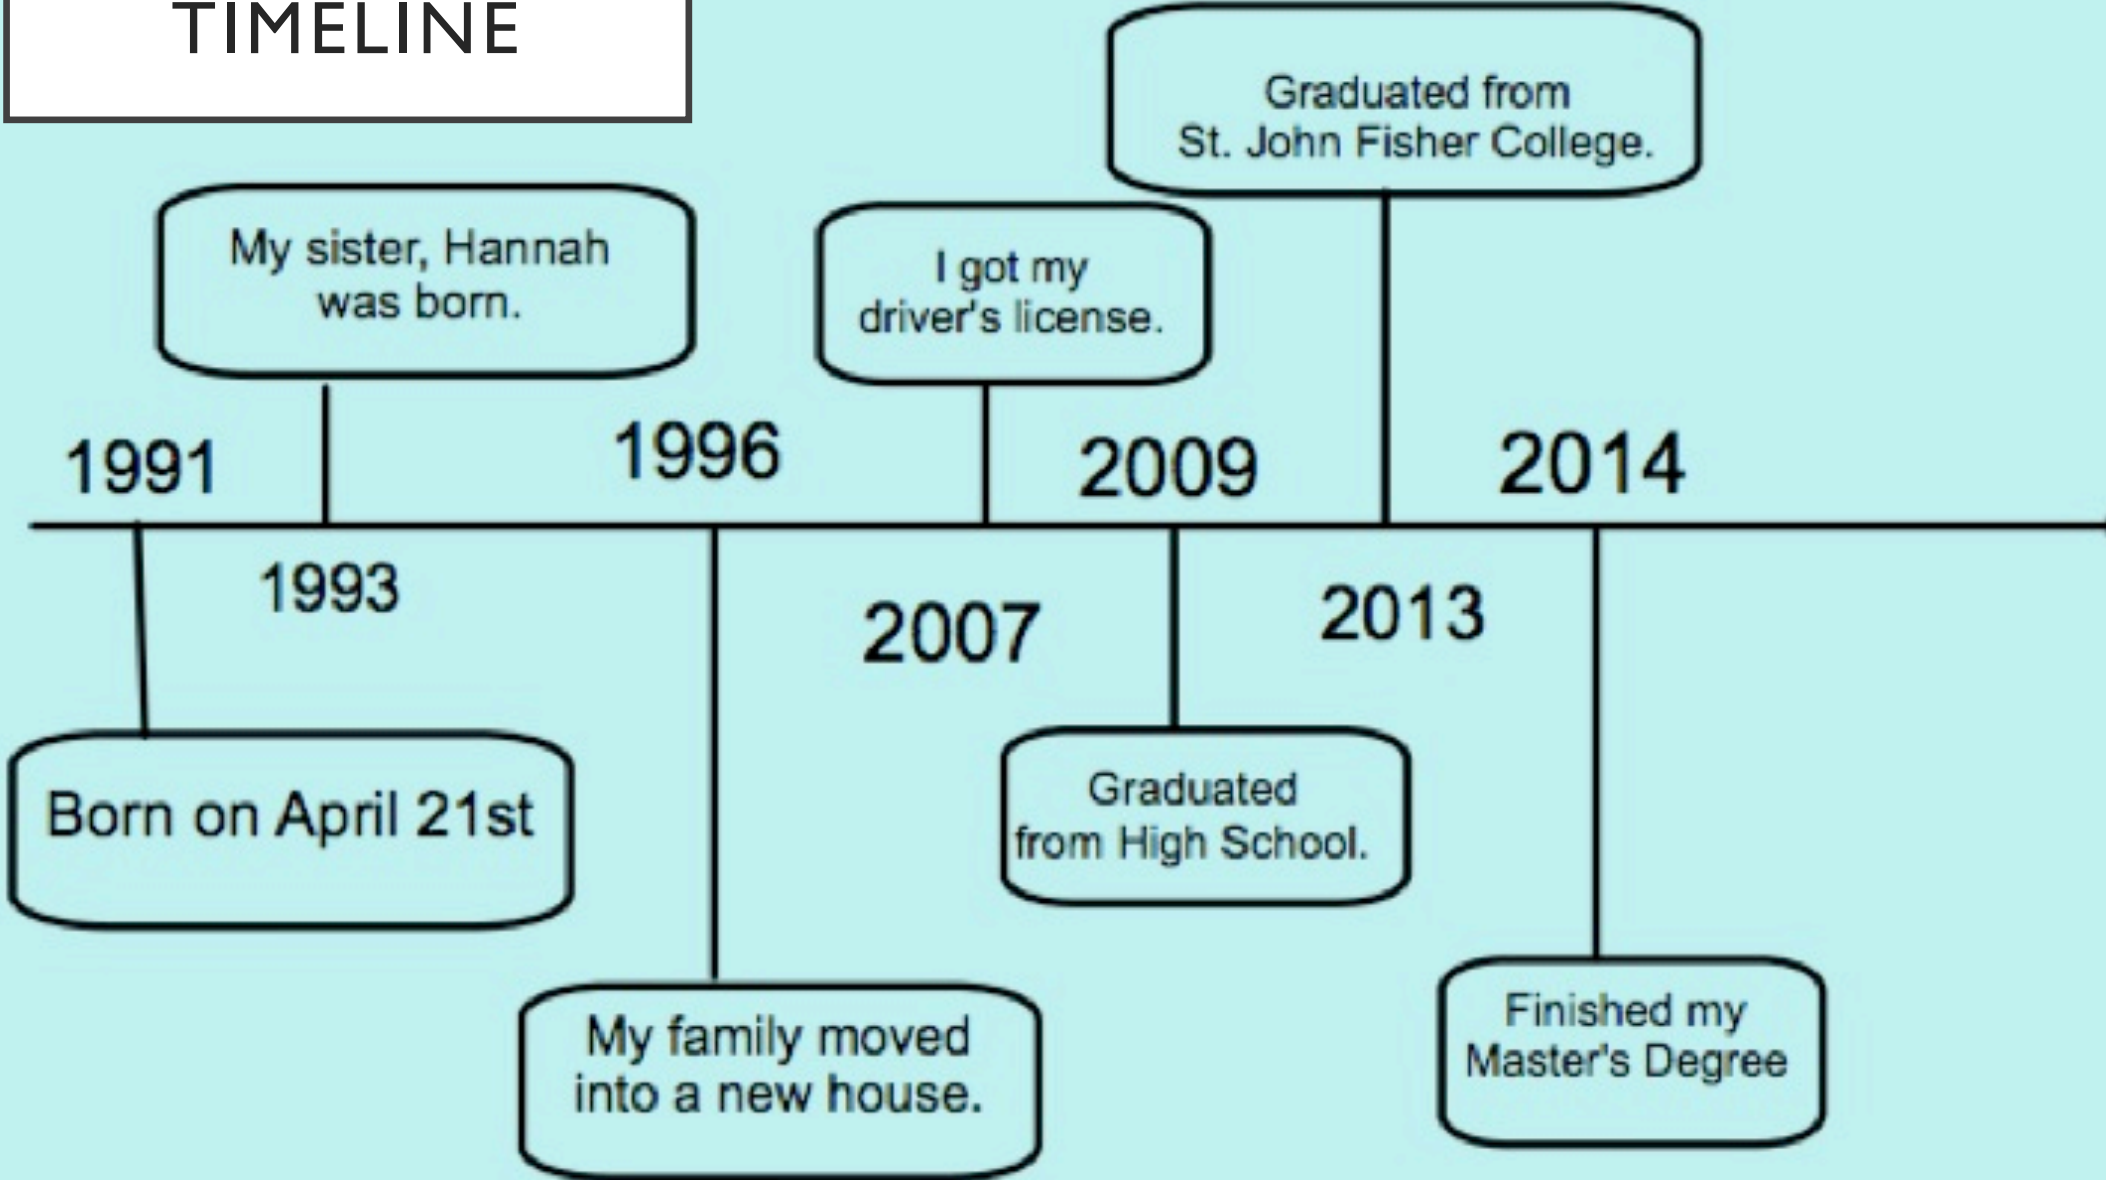 TIMELINE
Graduated from
St. John Fisher College.
My sister, Hannah
was born.
I got my
driver's license.
1991
1996
2009
2014
1993
2007
2013
Born on April 21st
Graduated
from High School.
My family moved
into a new house.
Finished my
Master's Degree